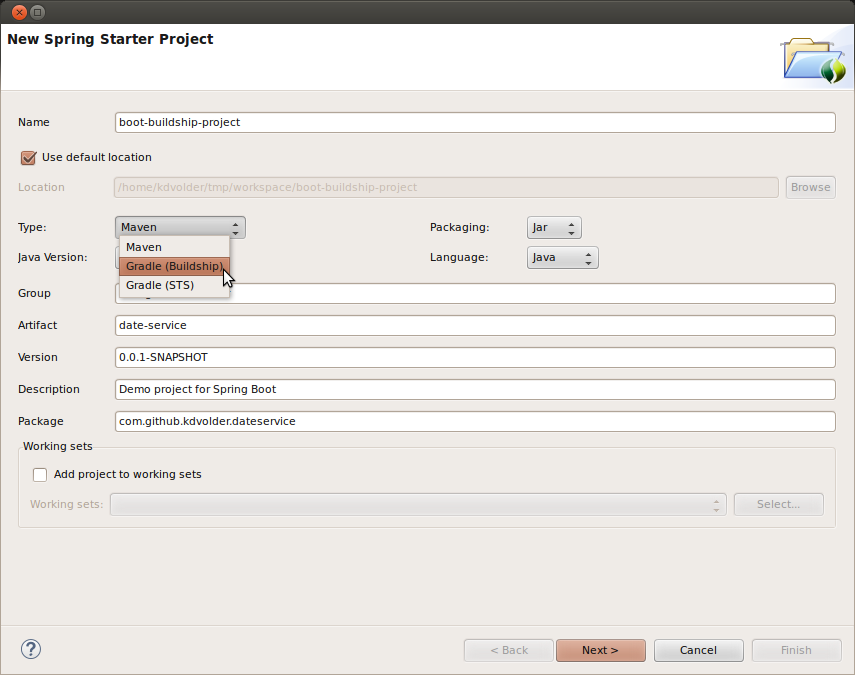 New Spring Starter Project
Name boot-buildship-project
Use default location
Location /home/kdvolder/tmp/workspace/boot-buildship-project Browse
Type: Maven Packaging: Jar
Maven
Java Version: Language: Java
Gradle (Buildship)
Gradle (STS)
Group
Artifact date-service
Version 0.0.1-SNAPSHOT
Description Demo project for Spring Boot
Package com.github.kdvolder.dateservice
Working sets
Add project to working sets
Working sets: Select...
? < Back Next > Cancel Finish